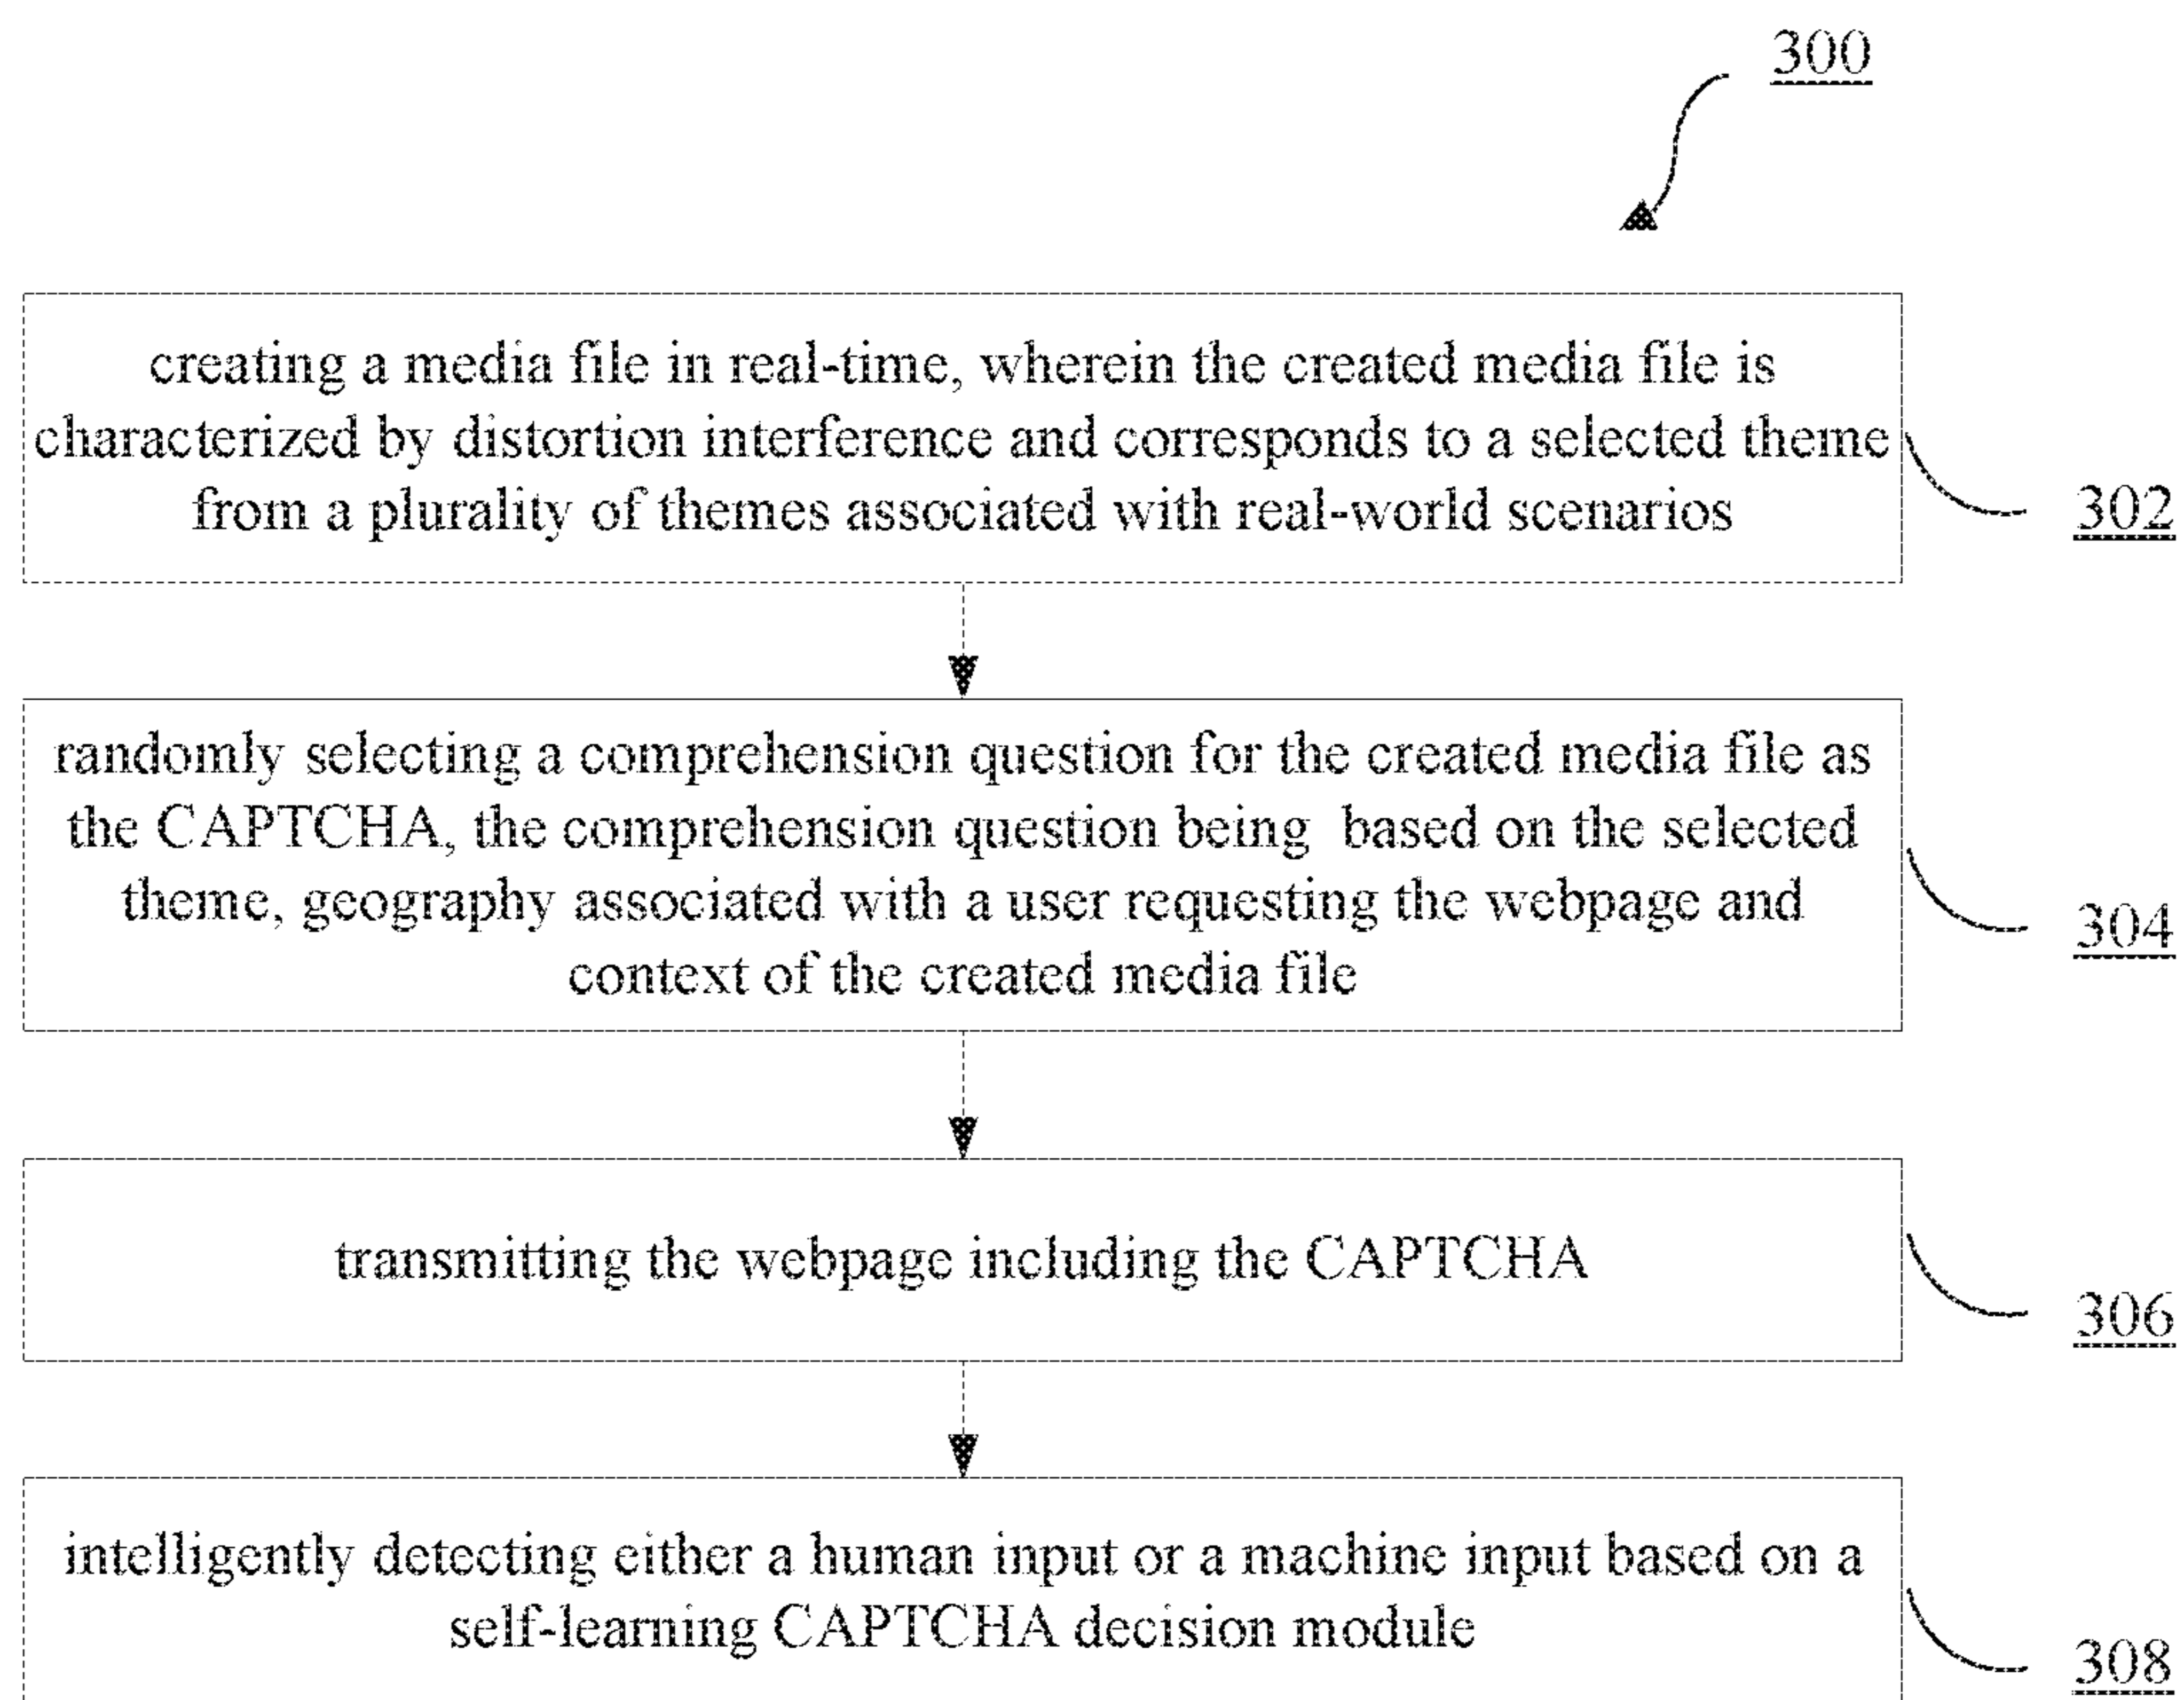 300
creating a media file in real-time, wherein the created media file is
characterized by distortion interference and corresponds to a selected theme
from a plurality of themes associated with real-world scenarios
302
randomly selecting a comprehension question for the created media file as
the CAPTCHA, the comprehension question being based on the selected
theme, geography associated with a user requesting the webpage and
context of the created media file
304
transmitting the webpage including the CAPTCHA
306
intelligently detecting either a human input or a machine input based on a
self-learning CAPTCHA decision module
308